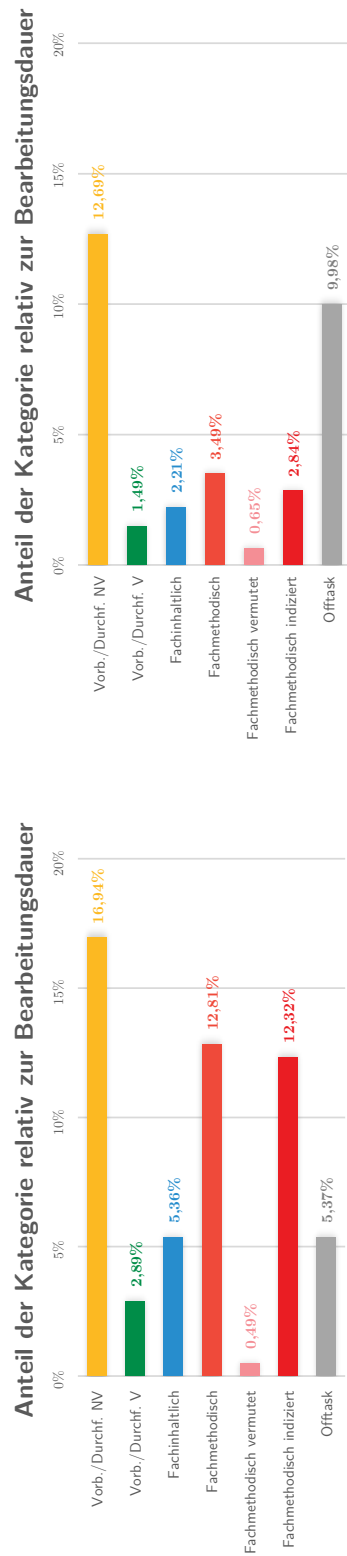 Anteil der Kategorie relativ zur Bearbeitungsdauer
0% 5% 10% 15% 20%
Vorb./Durchf. NV 16,94%
Vorb./Durchf. V 2,89%
Fachinhaltlich 5,36%
Fachmethodisch 12,81%
Fachmethodisch vermutet 0,49%
Fachmethodisch indiziert 12,32%
Offtask 5,37%
Anteil der Kategorie relativ zur Bearbeitungsdauer
0% 5% 10% 15% 20%
Vorb./Durchf. NV 12,69%
Vorb./Durchf. V 1,49%
Fachinhaltlich 2,21%
Fachmethodisch 3,49%
Fachmethodisch vermutet 0,65%
Fachmethodisch indiziert 2,84%
Offtask 9,98%